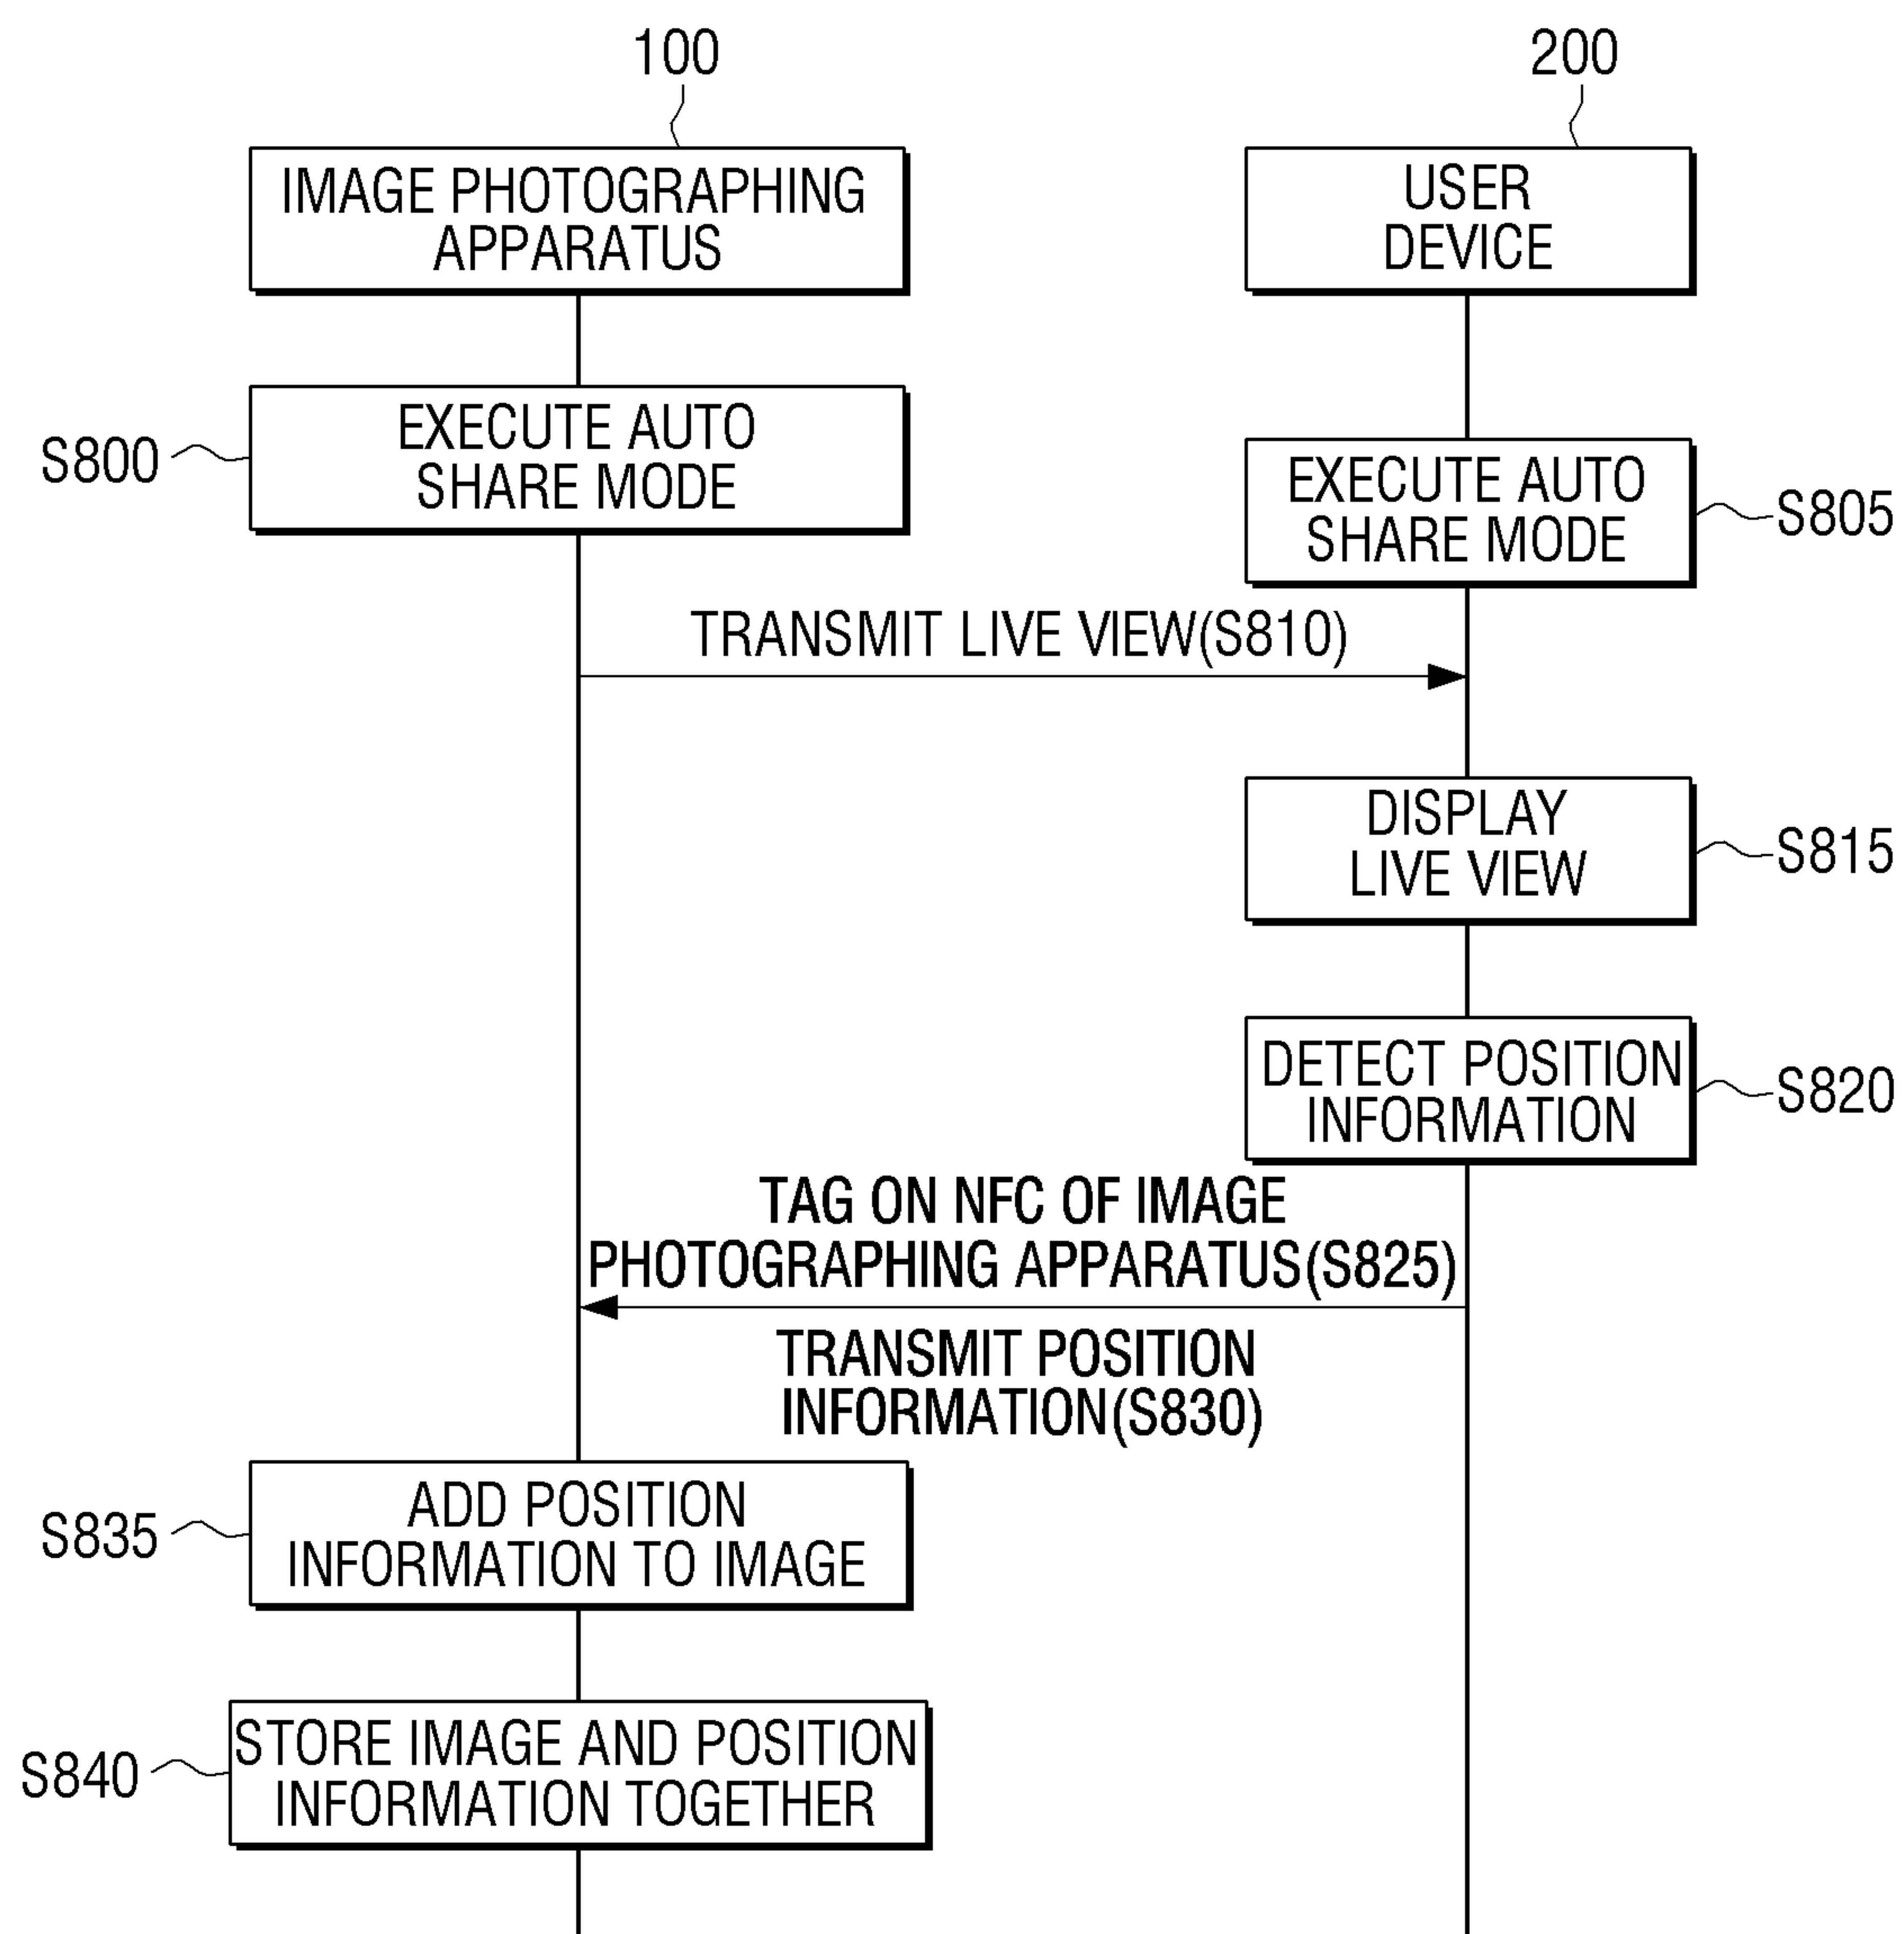 100
200
IMAGE PHOTOGRAPHING
APPARATUS
USER
DEVICE
S800
EXECUTE AUTO
SHARE MODE
EXECUTE AUTO
SHARE MODE
S805
TRANSMIT LIVE VIEW(S810)
DISPLAY
LIVE VIEW
S815
DETECT POSITION
INFORMATION
S820
TAG ON NFC OF IMAGE
PHOTOGRAPHING APPARATUS(S825)
TRANSMIT POSITION
INFORMATION(S830)
S835
ADD POSITION
INFORMATION TO IMAGE
S840
STORE IMAGE AND POSITION
INFORMATION TOGETHER